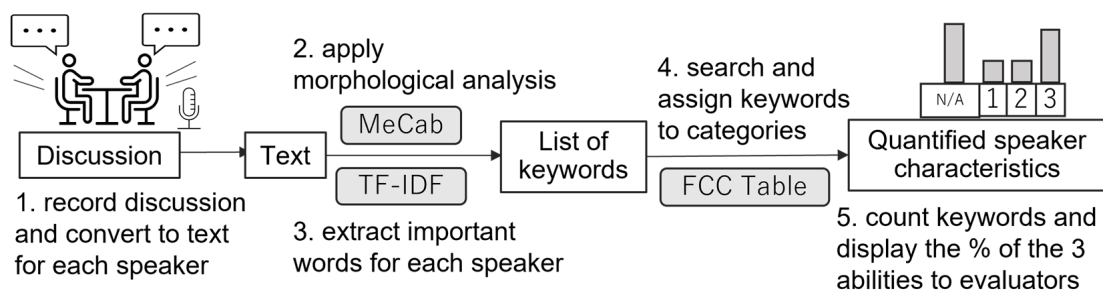 Discussion
1. record discussion
and convert to text
for each speaker
Text
2. apply
morphological analysis
MeCab
TF-IDF
3. extract important
words for each speaker
List of
keywords
4. search and
assign keywords
to categories
FCC Table
N/A 1 2 3
Quantified speaker
characteristics
5. count keywords and
display the % of the 3
abilities to evaluators